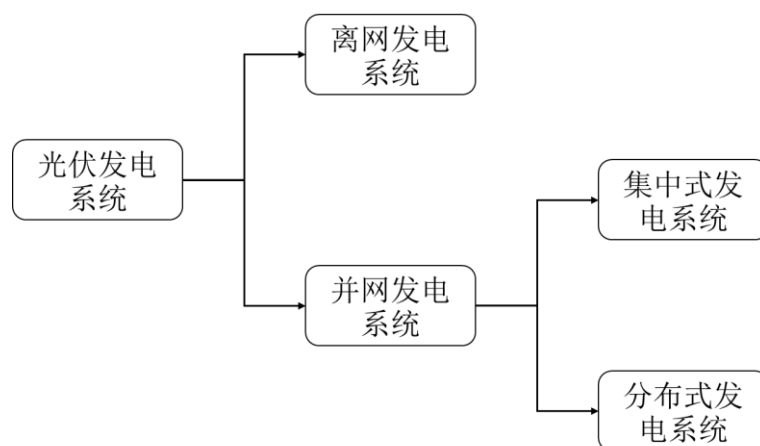 离网发电
系统
光伏发电
系统
集中式发
电系统
并网发电
系统
分布式发
电系统